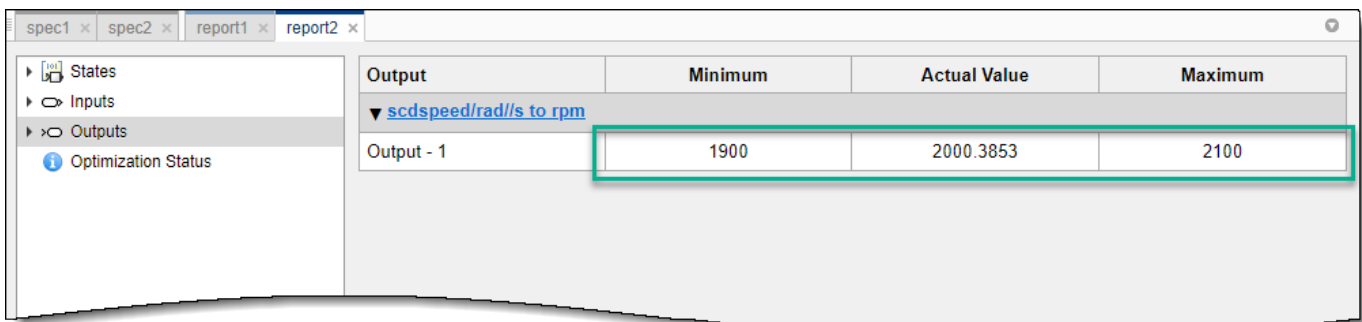 spec1 × spec2 × report1 × report2 ×
States
Inputs
Outputs
Optimization Status
Output Minimum Actual Value Maximum
scdspeed/rad//s to rpm
Output - 1 1900 2000.3853 2100